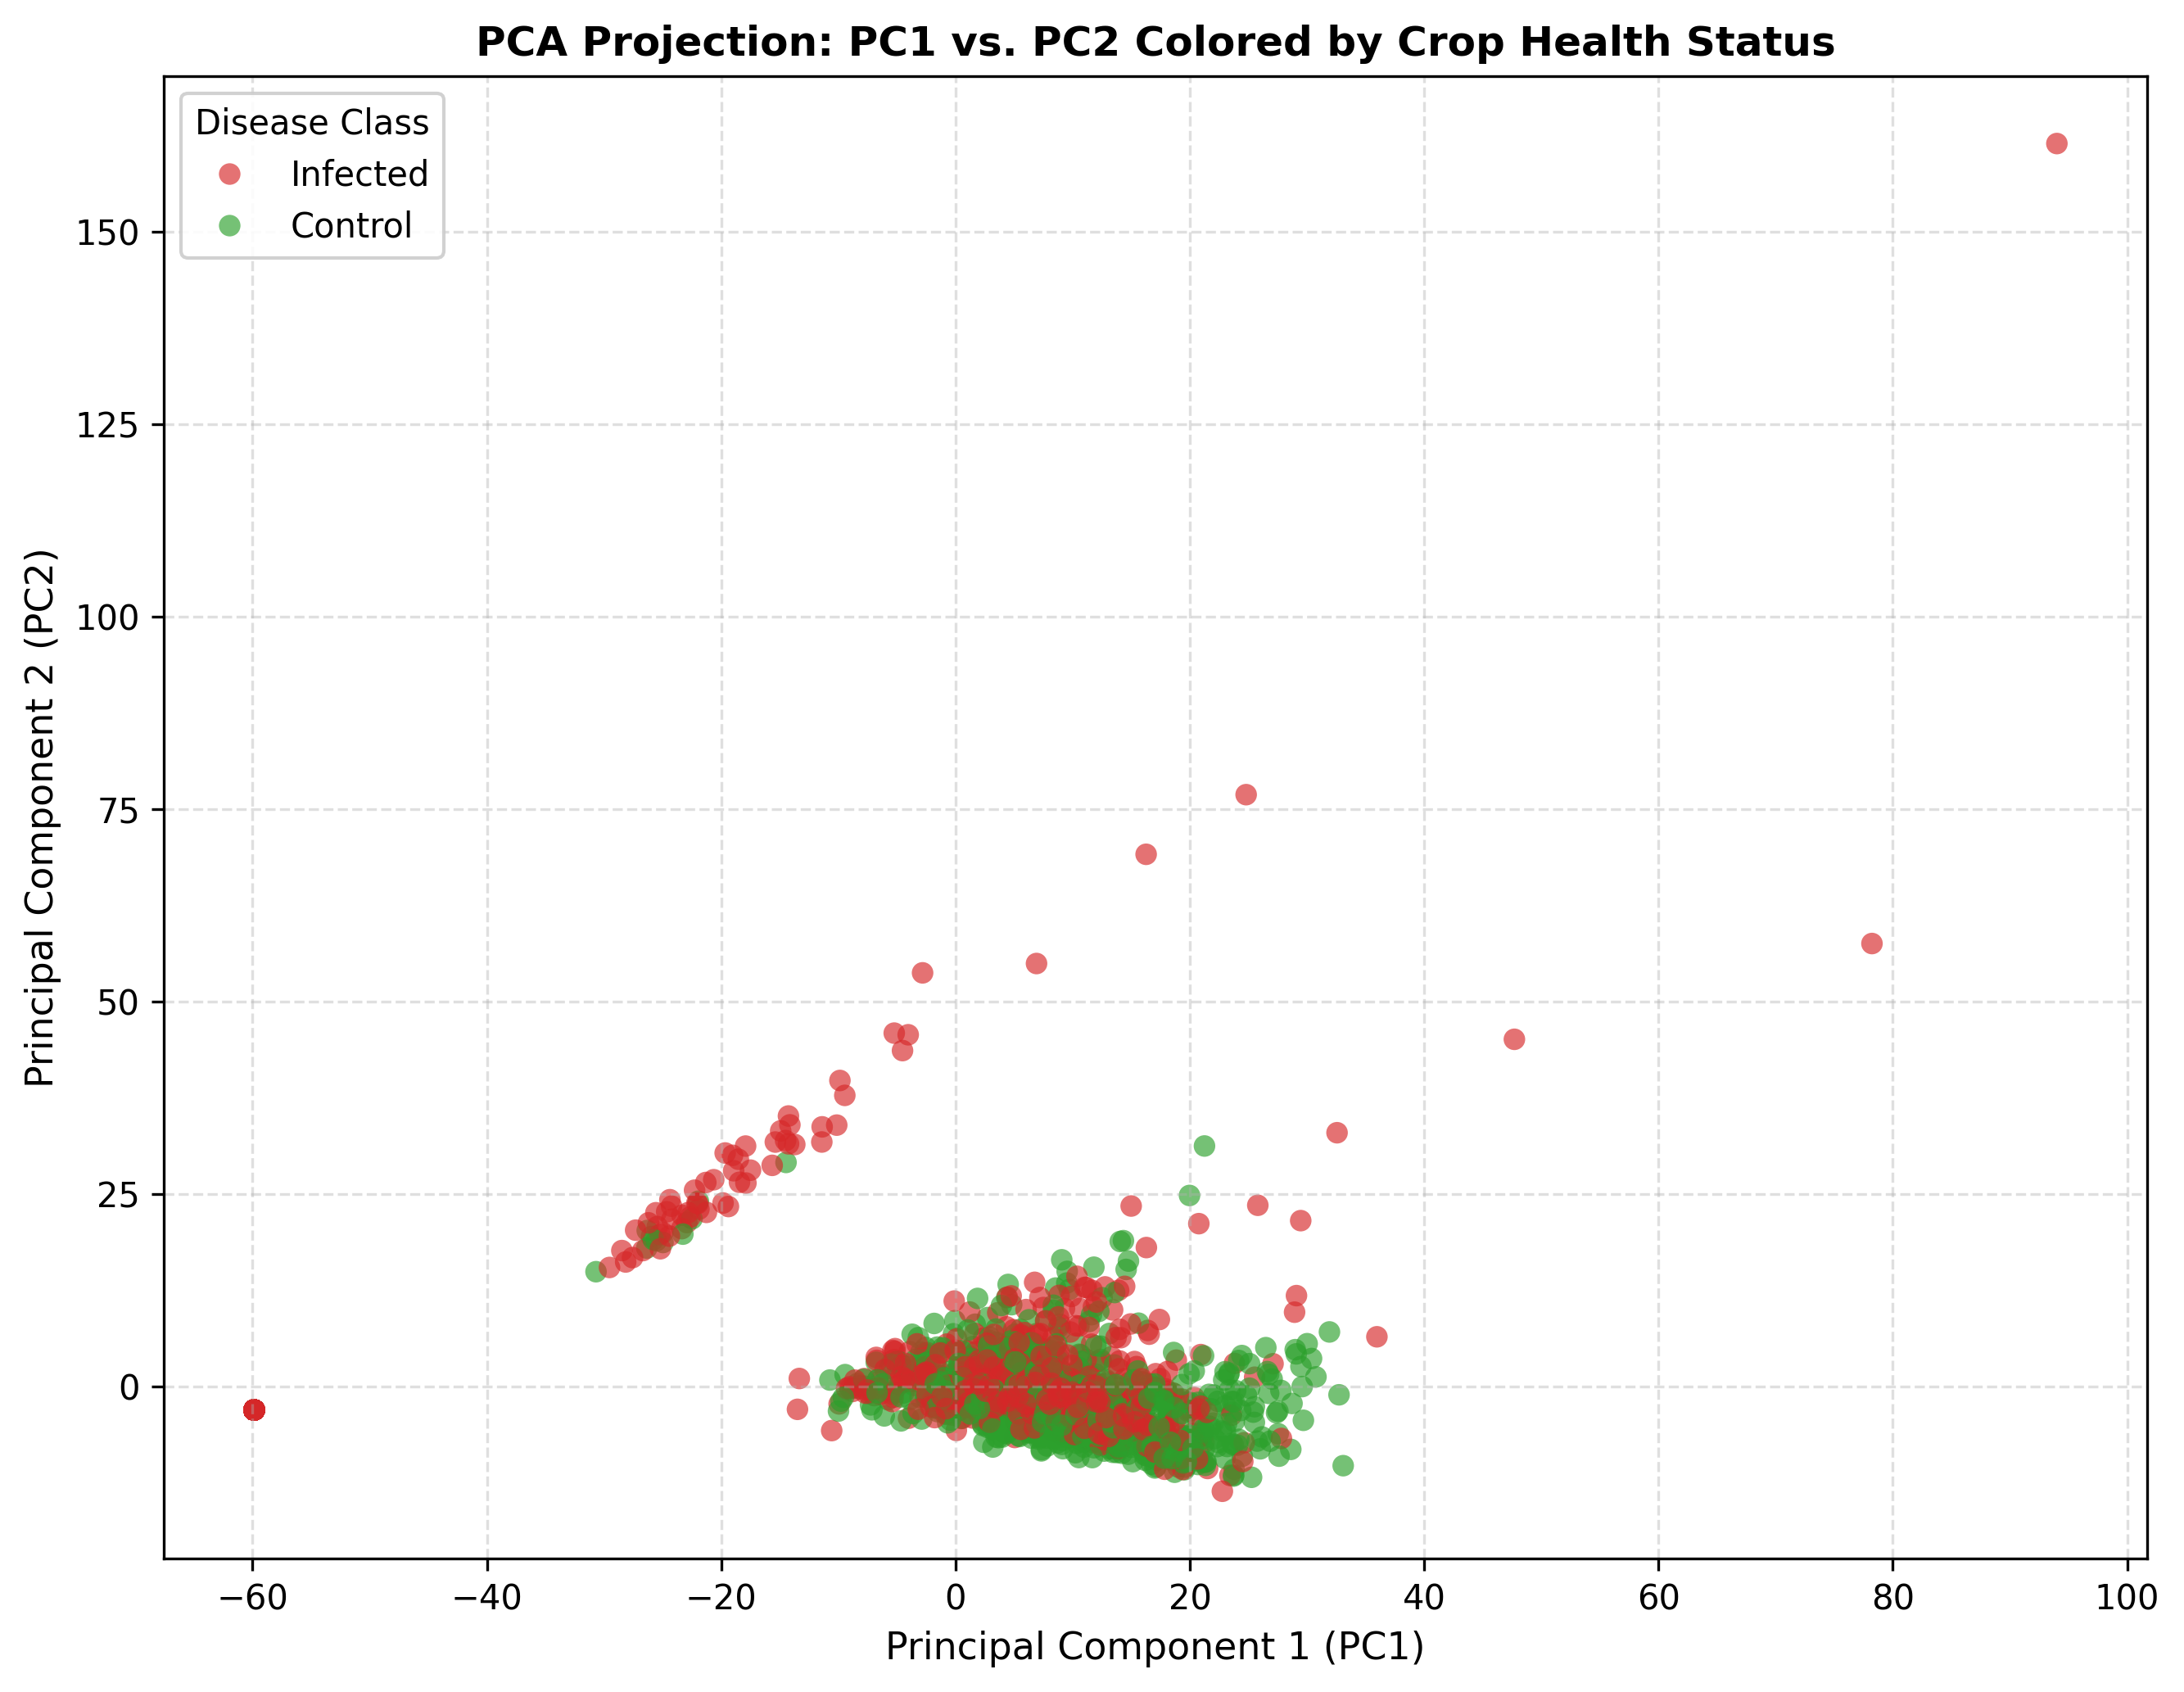 PCA Projection: PC1 vs. PC2 Colored by Crop Health Status
Disease Class
Infected
Control
150
125
100
75
50
25
0
Principal Component 2 (PC2)
−60
−40
−20
0
20
40
60
80
100
Principal Component 1 (PC1)